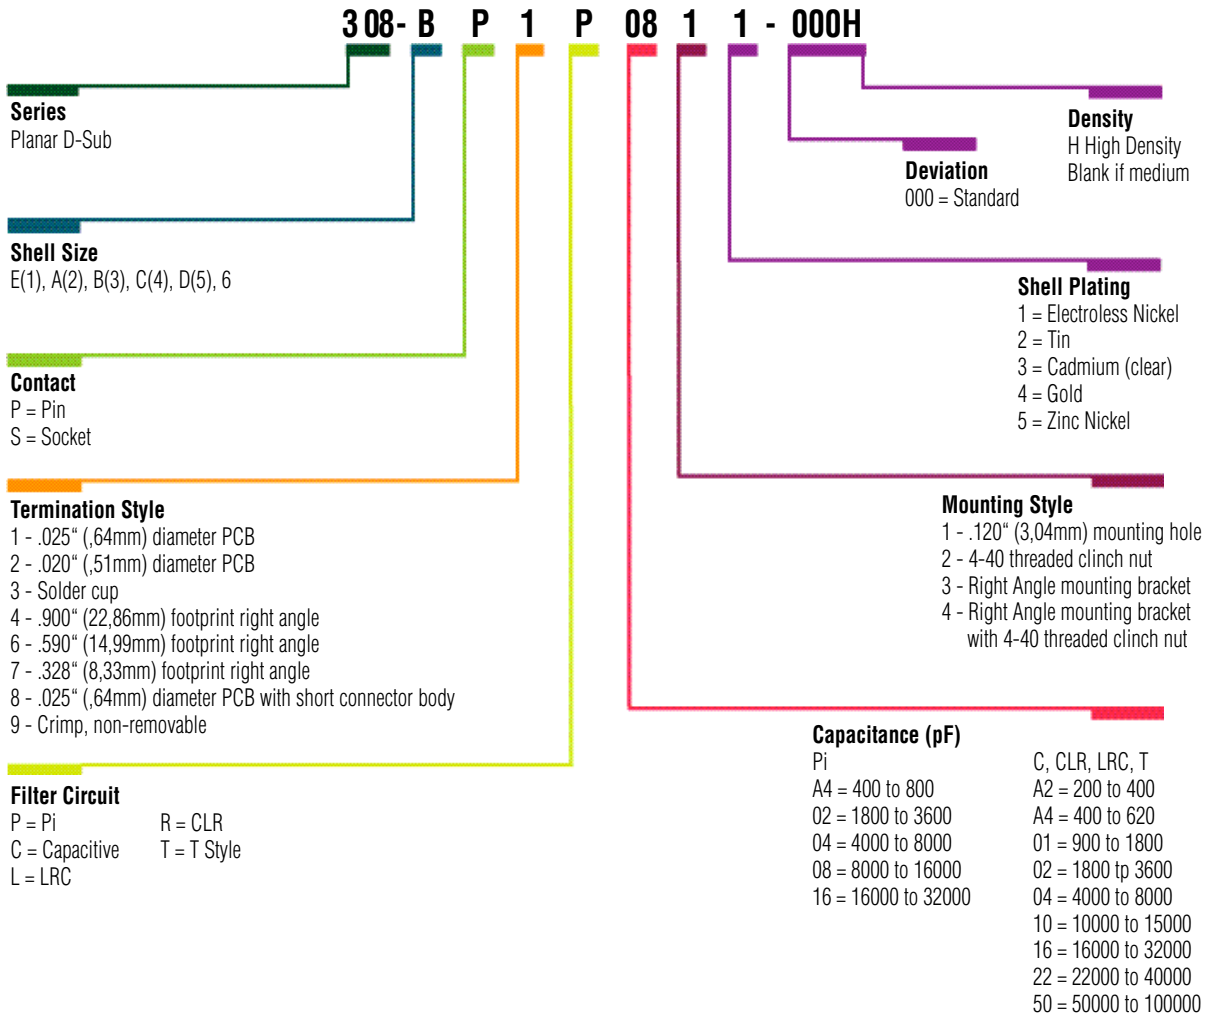 308- B P 1 P 08 1 1 - 000H
Series
Planar D-Sub
Shell Size
E(1), A(2), B(3), C(4), D(5), 6
Contact
P = Pin
S = Socket
Termination Style
1 - .025“ (,64mm) diameter PCB
2 - .020“ (,51mm) diameter PCB
3 - Solder cup
4 - .900“ (22,86mm) footprint right angle
6 - .590“ (14,99mm) footprint right angle
7 - .328“ (8,33mm) footprint right angle
8 - .025“ (,64mm) diameter PCB with short connector body
9 - Crimp, non-removable
Filter Circuit
P = Pi R = CLR
C = Capacitive T = T Style
L = LRC
Density
H High Density
Blank if medium
Deviation
000 = Standard
Shell Plating
1 = Electroless Nickel
2 = Tin
3 = Cadmium (clear)
4 = Gold
5 = Zinc Nickel
Mounting Style
1 - .120“ (3,04mm) mounting hole
2 - 4-40 threaded clinch nut
3 - Right Angle mounting bracket
4 - Right Angle mounting bracket
with 4-40 threaded clinch nut
Capacitance (pF)
Pi
A4 = 400 to 800
02 = 1800 to 3600
04 = 4000 to 8000
08 = 8000 to 16000
16 = 16000 to 32000
C, CLR, LRC, T
A2 = 200 to 400
A4 = 400 to 620
01 = 900 to 1800
02 = 1800 tp 3600
04 = 4000 to 8000
10 = 10000 to 15000
16 = 16000 to 32000
22 = 22000 to 40000
50 = 50000 to 100000